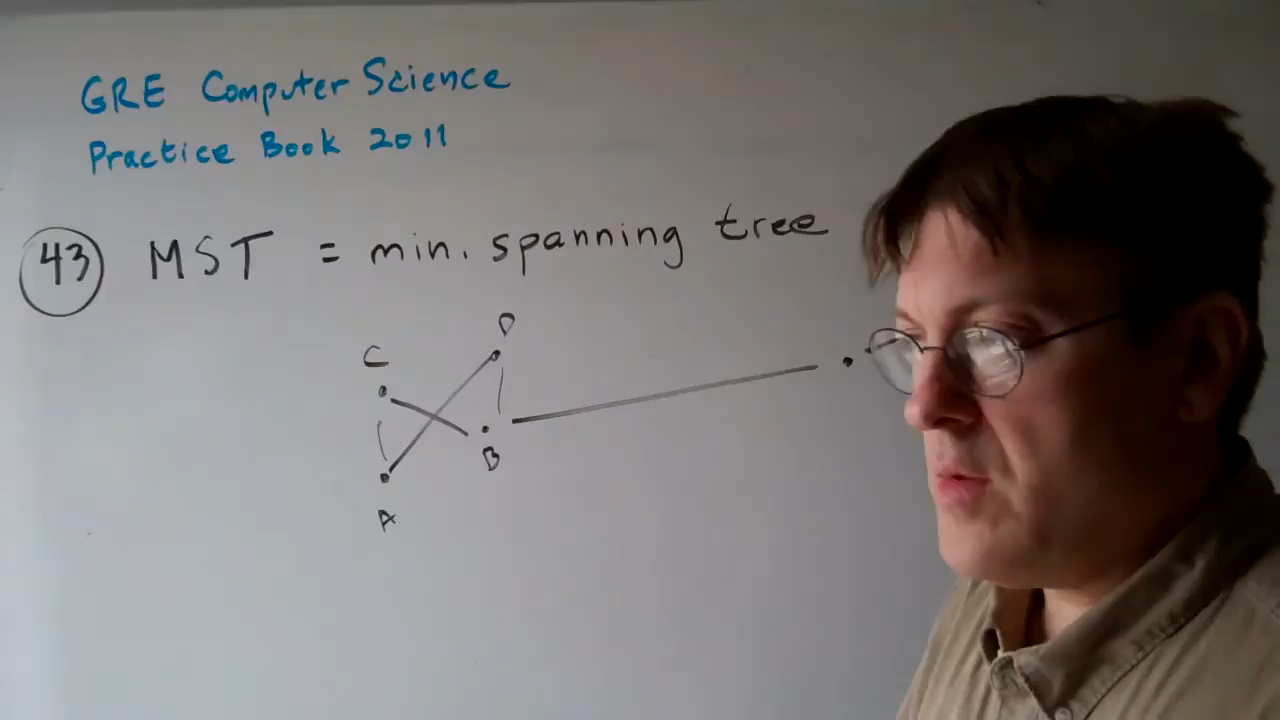 GRE Computer Science
Practice Book 2011
43 MST = min. spanning tree
D
C
B
A